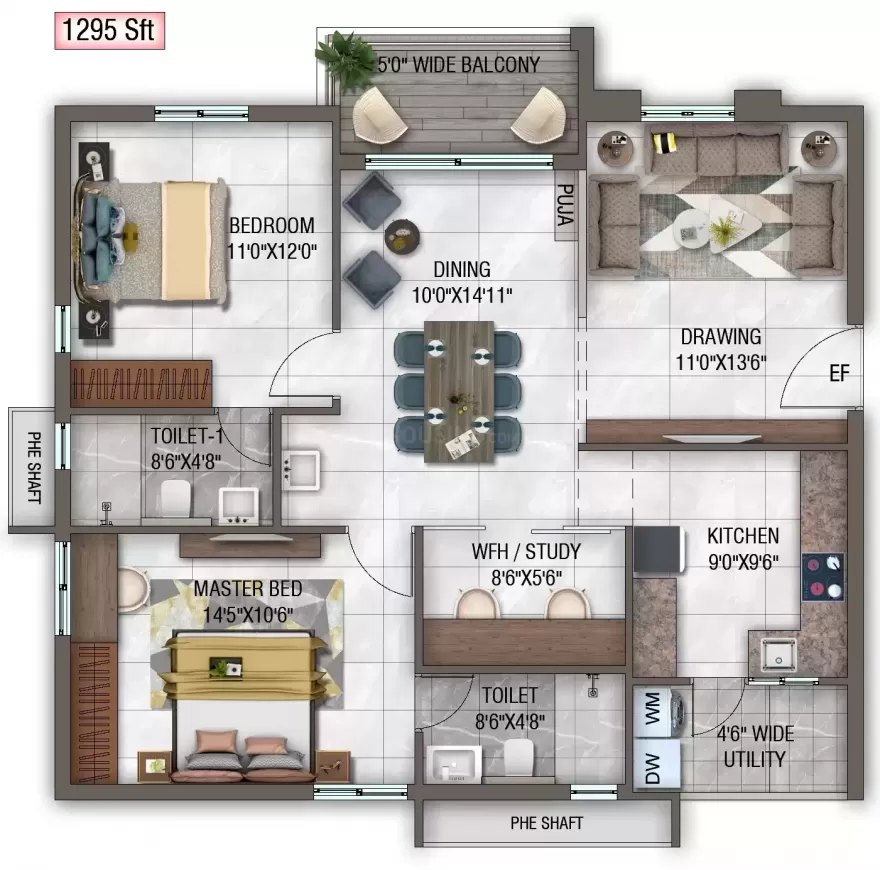 1295 Sft
5'0" WIDE BALCONY
BEDROOM
11'0"X12'0"
PUJA
DINING
10'0"X14'11"
DRAWING
11'0"X13'6"
EF
TOILET-1
8'6"X4'8"
PHE SHAFT
WFH / STUDY
8'6"X5'6"
KITCHEN
9'0"X9'6"
MASTER BED
14'5"X10'6"
TOILET
8'6"X4'8"
WM
DW
4'6" WIDE
UTILITY
PHE SHAFT